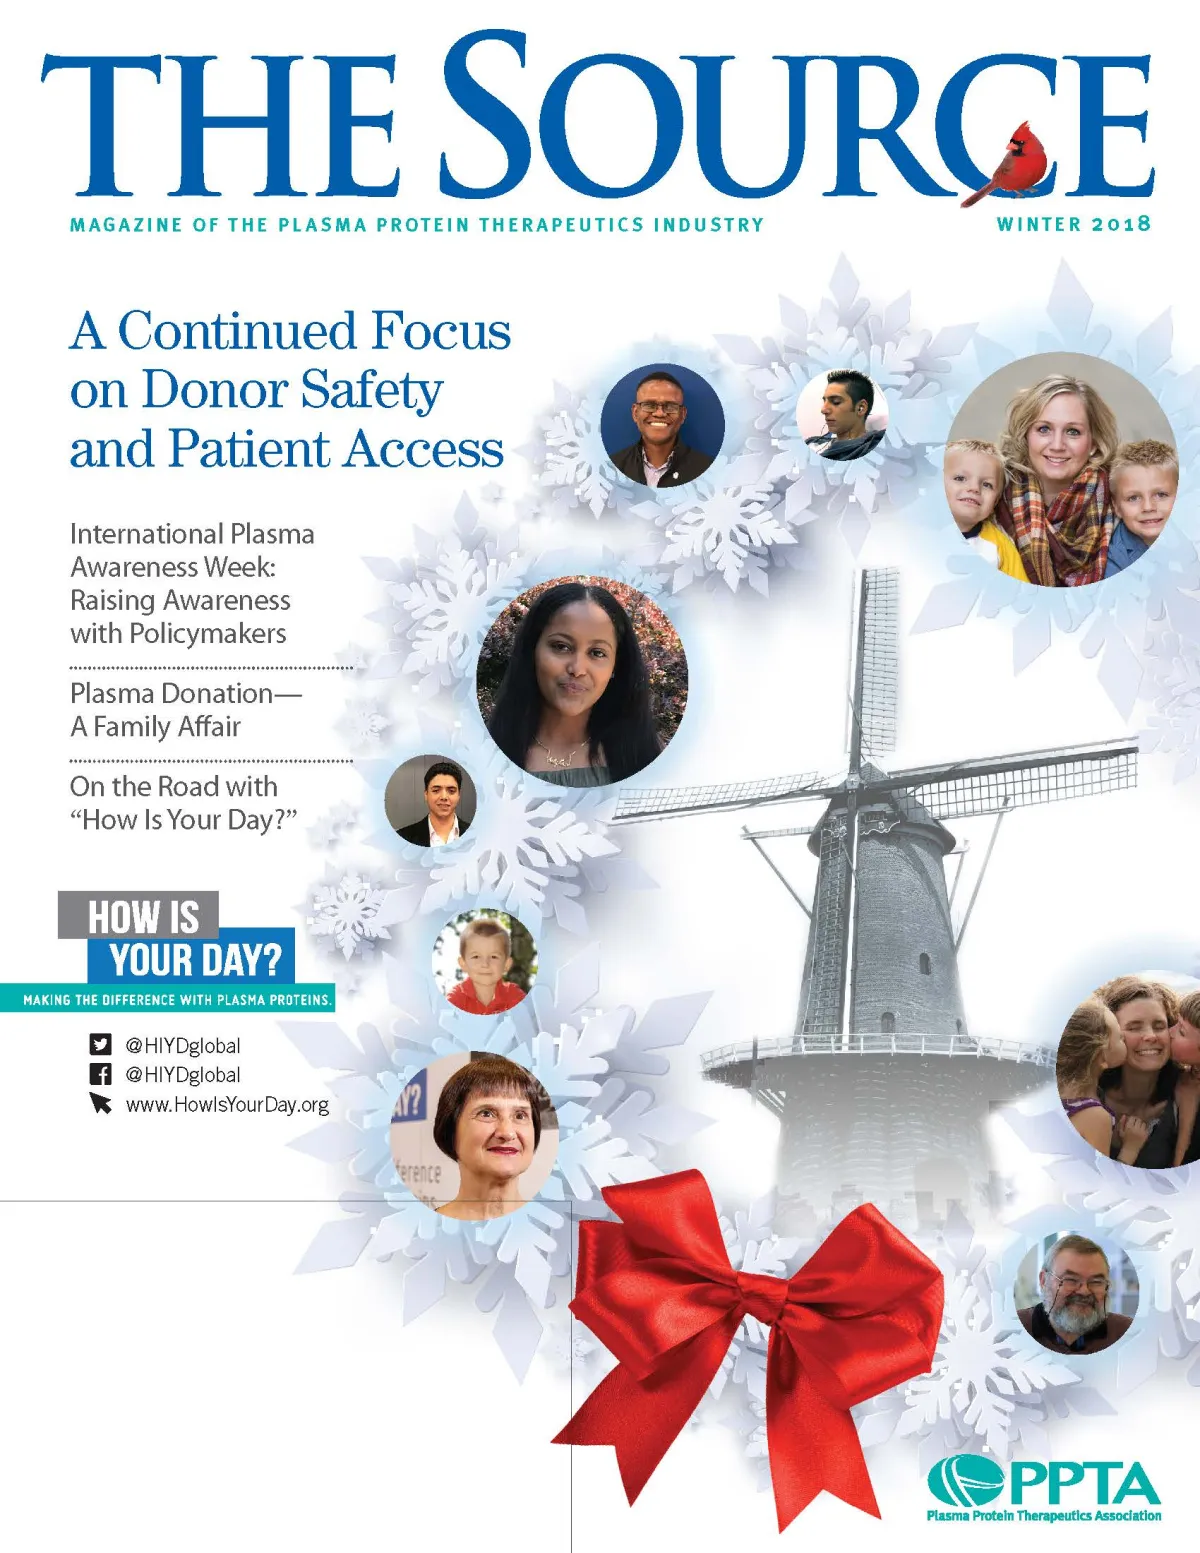 THE SOURCE
MAGAZINE OF THE PLASMA PROTEIN THERAPEUTICS INDUSTRY
WINTER 2018
A Continued Focus
on Donor Safety
and Patient Access
International Plasma
Awareness Week:
Raising Awareness
with Policymakers
Plasma Donation—
A Family Affair
On the Road with
“How Is Your Day?”
HOW IS
YOUR DAY?
MAKING THE DIFFERENCE WITH PLASMA PROTEINS.
@HIYDglobal
@HIYDglobal
www.HowIsYourDay.org
AY?
ference
PPTA
Plasma Protein Therapeutics Association